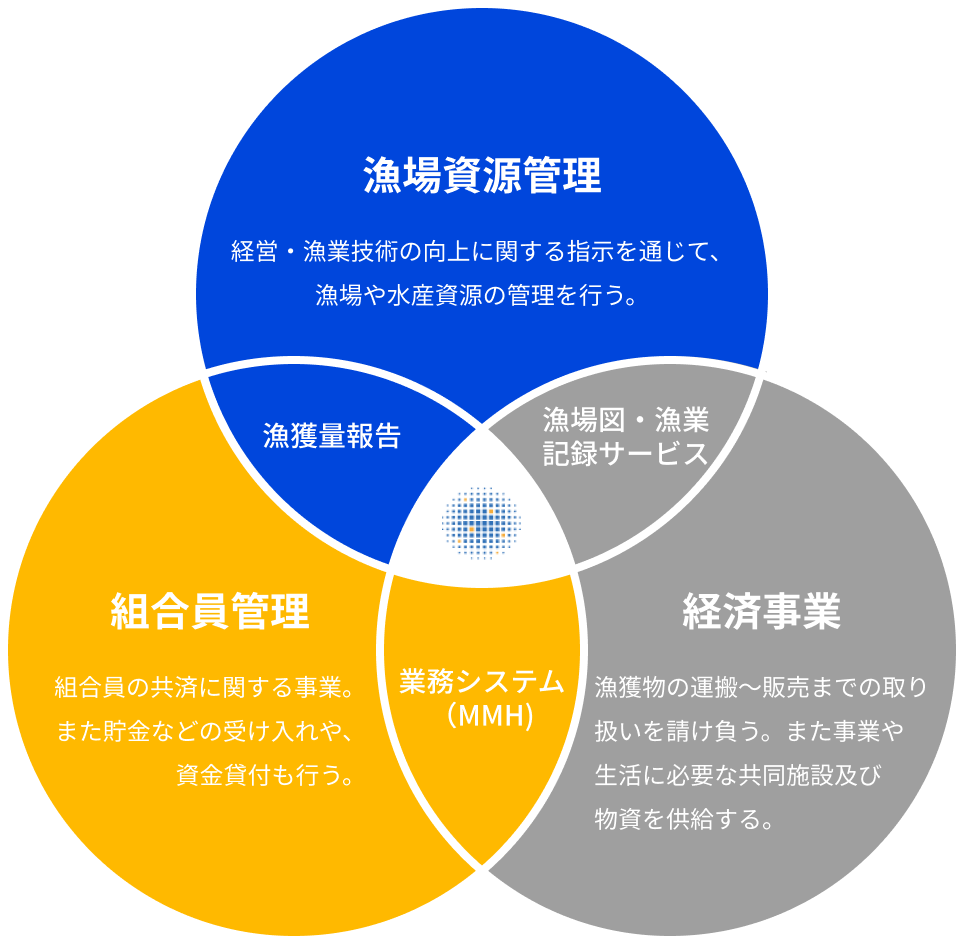 漁場資源管理
経営・漁業技術の向上に関する指示を通じて、
漁場や水産資源の管理を行う。
漁獲量報告
漁場図・漁業
記録サービス
組合員管理
組合員の共済に関する事業。
また貯金などの受け入れや、
資金貸付も行う。
業務システム
（MMH)
経済事業
漁獲物の運搬〜販売までの取り
扱いを請け負う。また事業や
生活に必要な共同施設及び
物資を供給する。